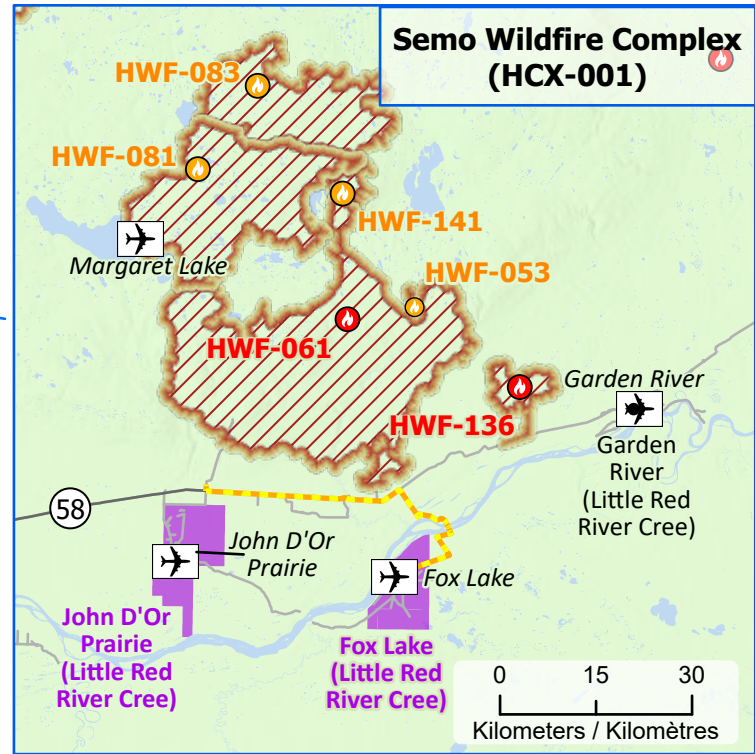 Semo Wildfire Complex
(HCX-001)
HWF-083
HWF-081
HWF-141
Margaret Lake
HWF-053
HWF-061
Garden River
HWF-136
Garden
River
(Little Red
River Cree)
58
John D'Or
Prairie
Fox Lake
John D'Or
Prairie
(Little Red
River Cree)
Fox Lake
(Little Red
River Cree)
0 15 30
Kilometers / Kilomètres